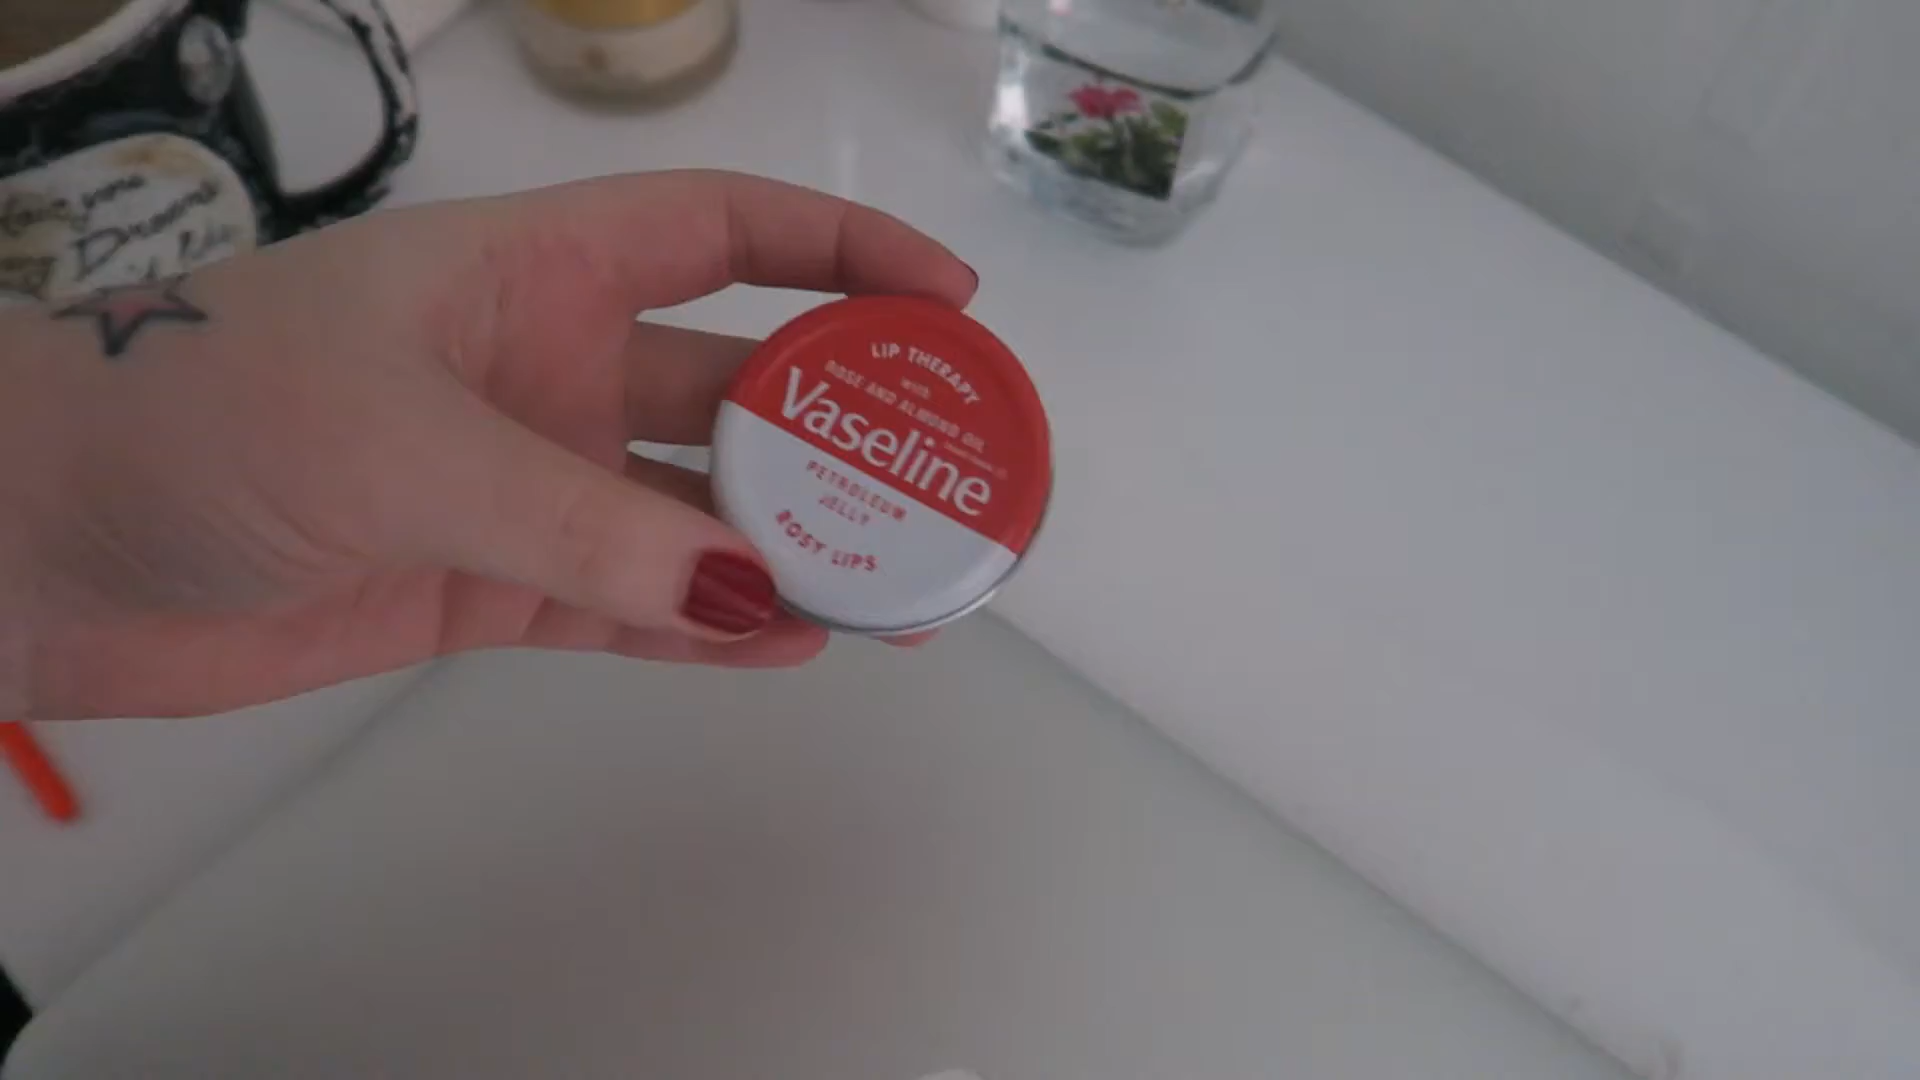 LIP THERAPY
with
ROSE AND ALMOND OIL
Vaseline
PETROLEUM
JELLY
ROSY LIPS